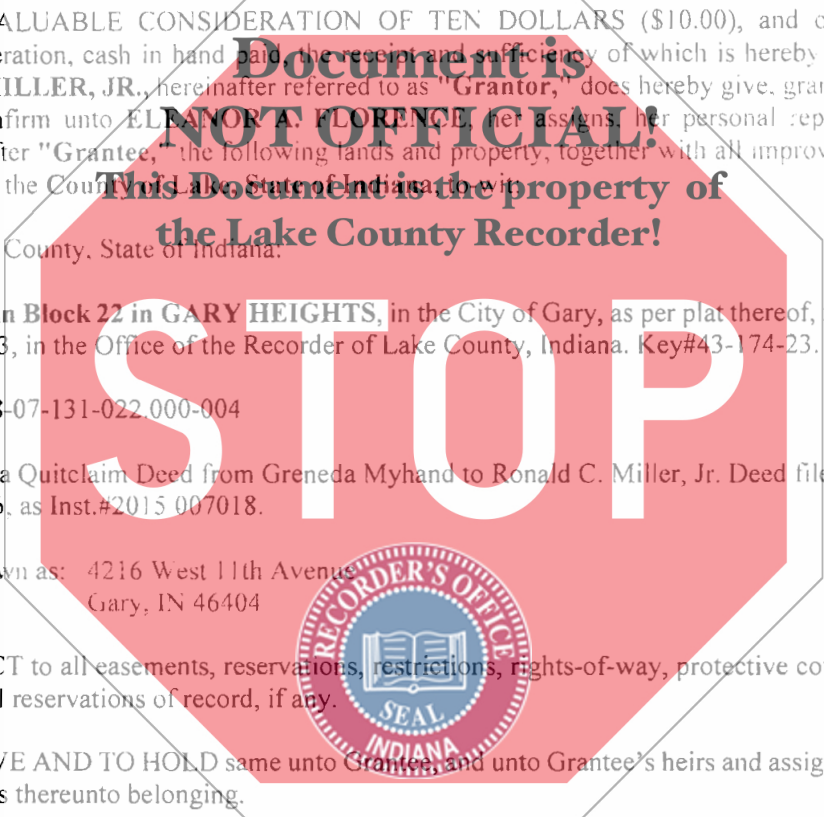 ALUABLE CONSIDERATION OF TEN DOLLARS ($10.00), and
eration, cash in hand paid, the receipt and sufficiency of which is hereby
Document is
ILLER, JR., hereinafter referred to as "Grantor," does hereby give, gran
NOT OFFICIAL!
nfirm unto ELEANOR A. FLORENCE, her assigns, her personal rep
ter "Grantee," the following lands and property, together with all improv
the County of Lake, State of Indiana, to-wit:
This Document is the property of
the Lake County Recorder!
County, State of Indiana:
n Block 22 in GARY HEIGHTS, in the City of Gary, as per plat thereof,
3, in the Office of the Recorder of Lake County, Indiana. Key#43-174-23.
STOP
-07-131-022.000-004
a Quitclaim Deed from Greneda Myhand to Ronald C. Miller, Jr. Deed file
, as Inst.#2015 007018.
wn as: 4216 West 11th Avenue
Gary, IN 46404
RECORDER'S OFFICE
SEAL
INDIANA
CT to all easements, reservations, restrictions, rights-of-way, protective co
l reservations of record, if any.
VE AND TO HOLD same unto Grantee, and unto Grantee's heirs and assig
s thereunto belonging.